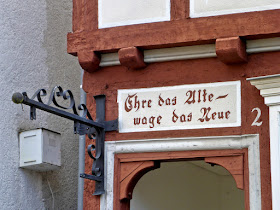 Ehre das Alte–
wage das Neue
2